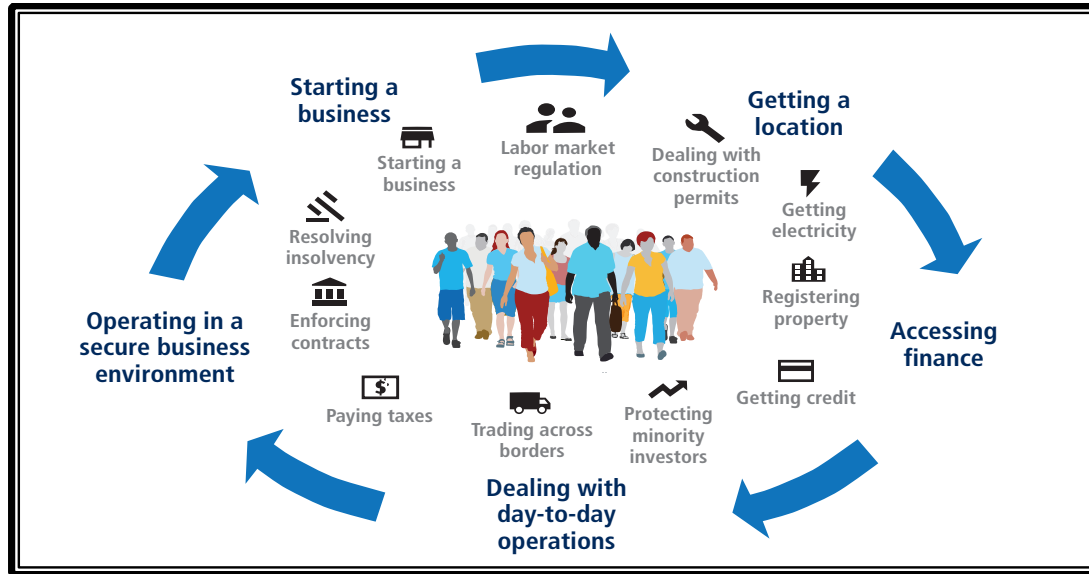 Starting a
business
Getting a
location
Accessing
finance
Dealing with
day-to-day
operations
Operating in a
secure business
environment
Starting a
business
Labor market
regulation
Dealing with
construction
permits
Getting
electricity
Registering
property
Getting credit
Protecting
minority
investors
Trading across
borders
Paying taxes
Enforcing
contracts
Resolving
insolvency
$